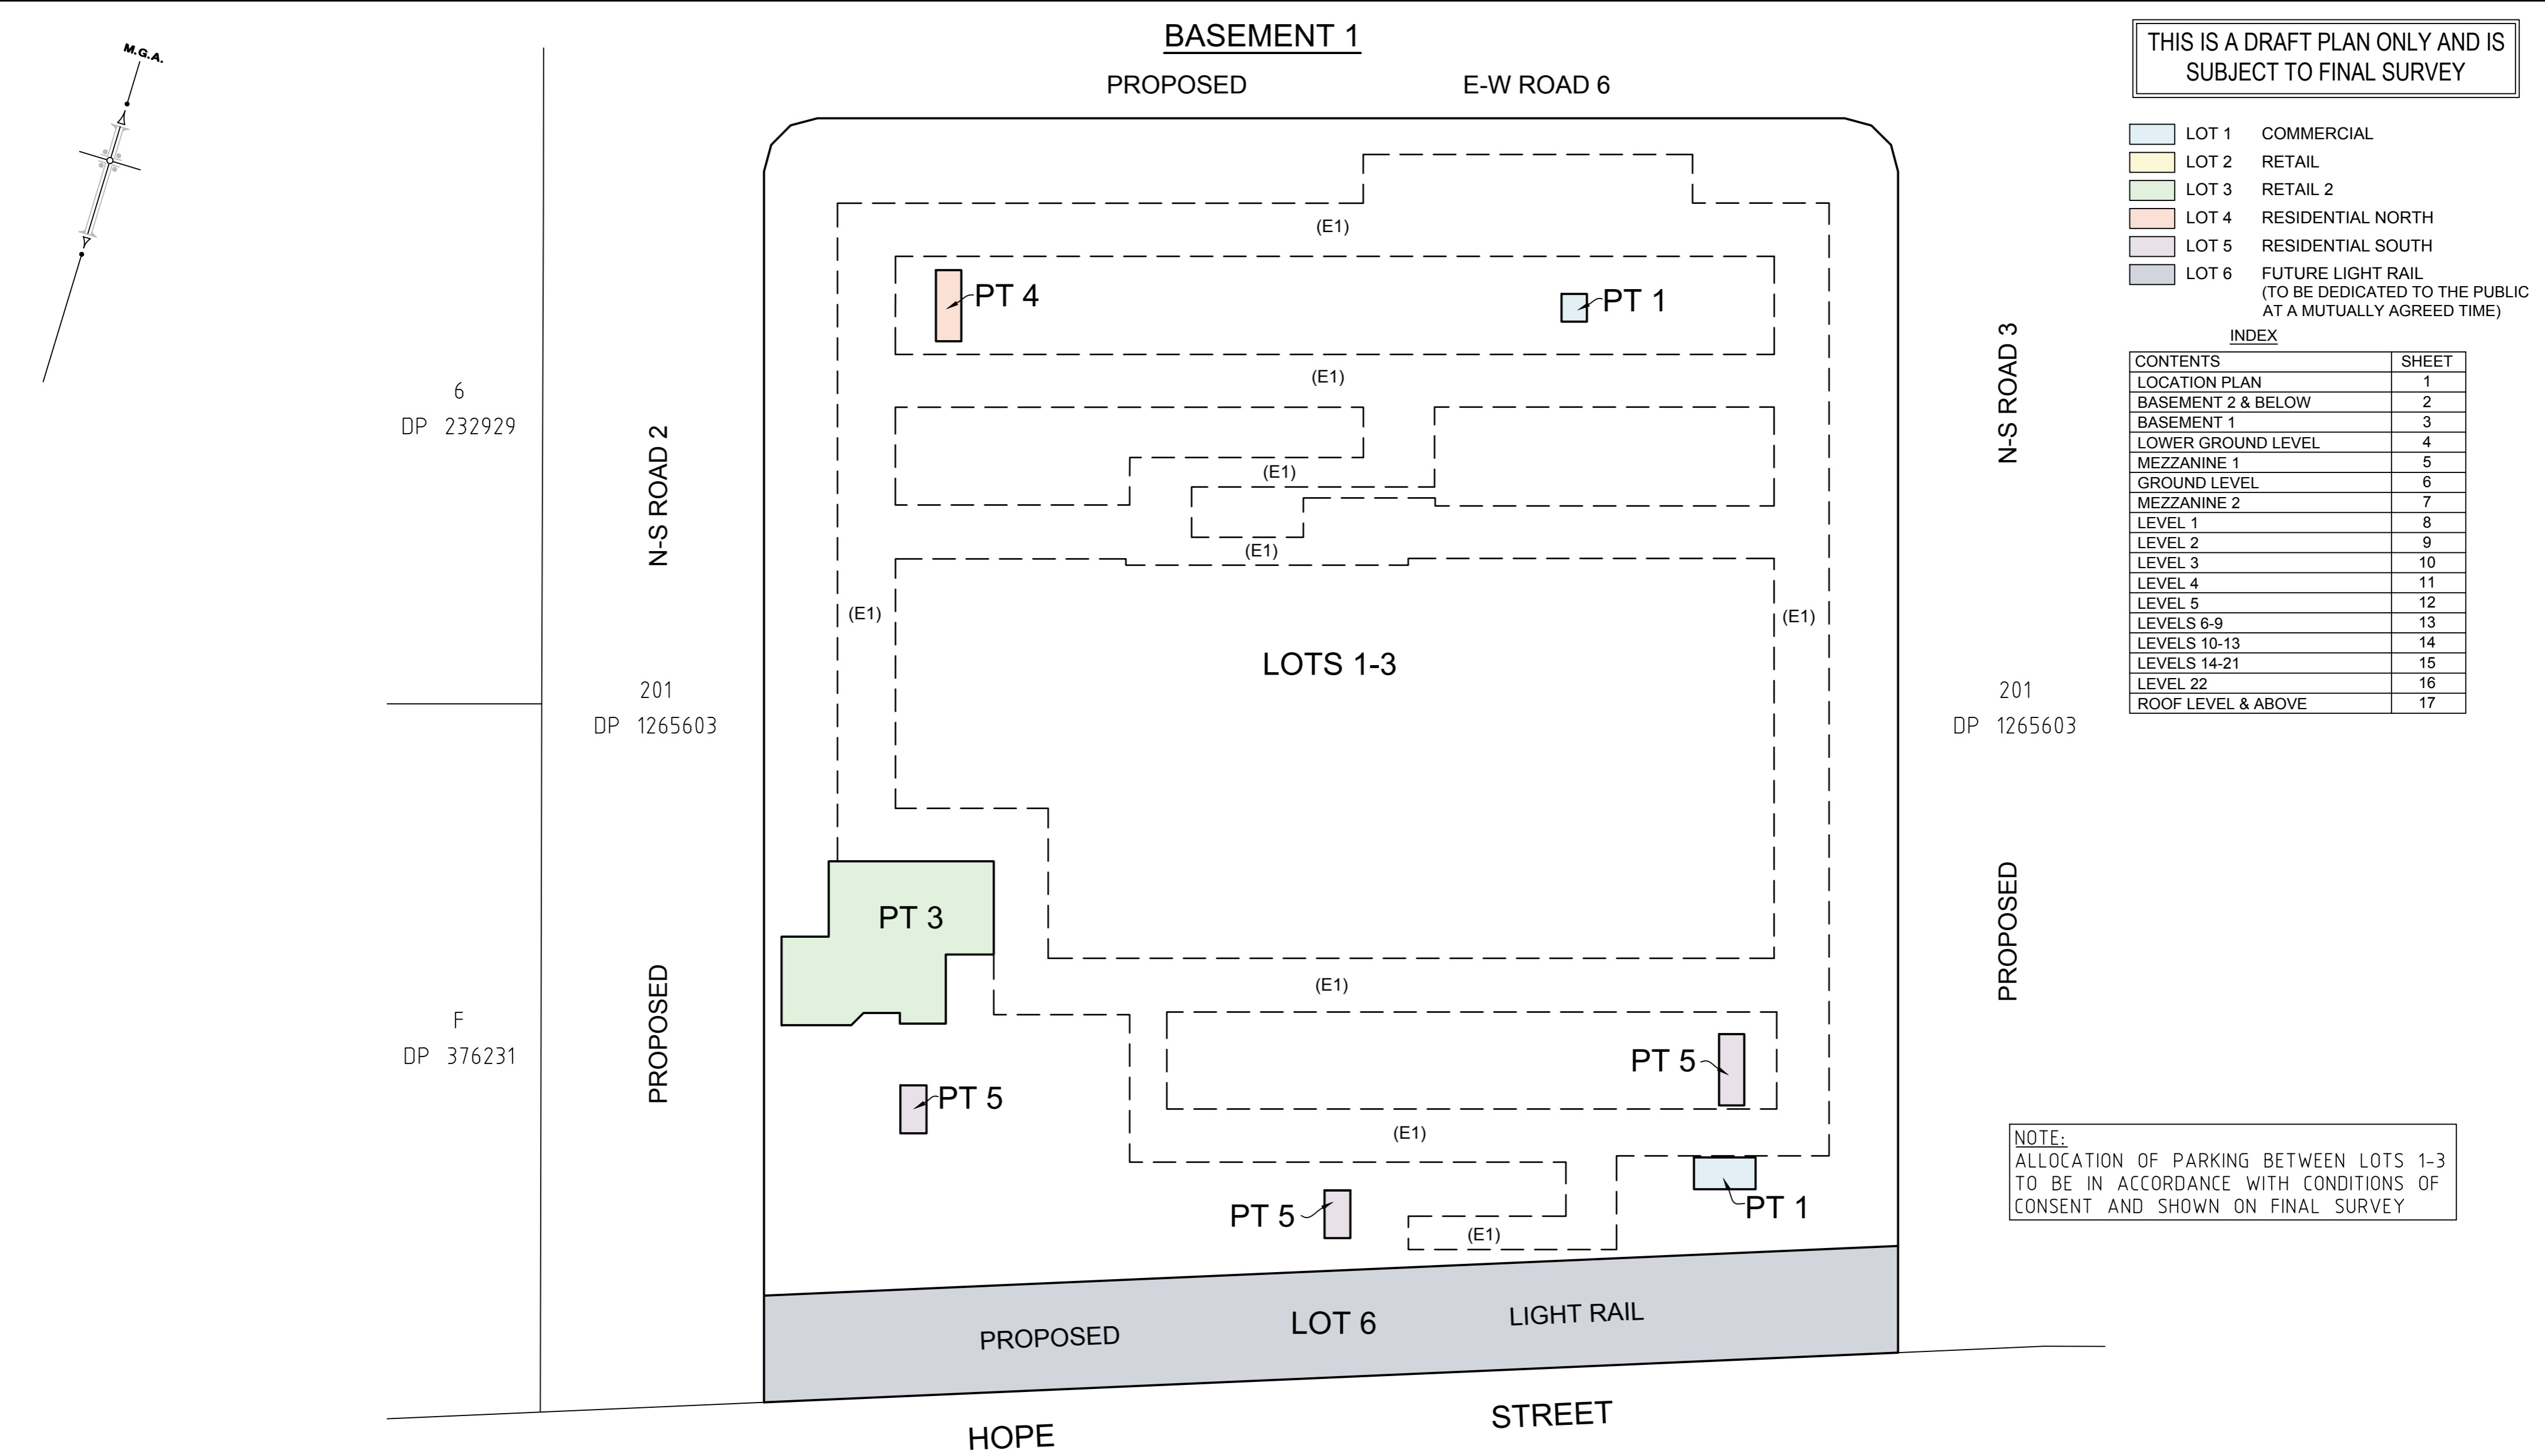 BASEMENT 1
PROPOSED E-W ROAD 6
M.G.A.
THIS IS A DRAFT PLAN ONLY AND IS
SUBJECT TO FINAL SURVEY
LOT 1 COMMERCIAL
LOT 2 RETAIL
LOT 3 RETAIL 2
LOT 4 RESIDENTIAL NORTH
LOT 5 RESIDENTIAL SOUTH
LOT 6 FUTURE LIGHT RAIL
(TO BE DEDICATED TO THE PUBLIC
AT A MUTUALLY AGREED TIME)
INDEX
CONTENTS SHEET
LOCATION PLAN 1
BASEMENT 2 & BELOW 2
BASEMENT 1 3
LOWER GROUND LEVEL 4
MEZZANINE 1 5
GROUND LEVEL 6
MEZZANINE 2 7
LEVEL 1 8
LEVEL 2 9
LEVEL 3 10
LEVEL 4 11
LEVEL 5 12
LEVELS 6-9 13
LEVELS 10-13 14
LEVELS 14-21 15
LEVEL 22 16
ROOF LEVEL & ABOVE 17
(E1)
PT 4
PT 1
(E1)
6
DP 232929
N-S ROAD 2
N-S ROAD 3
(E1)
(E1)
(E1)
(E1)
LOTS 1-3
201
DP 1265603
201
DP 1265603
PROPOSED
PT 3
PROPOSED
(E1)
F
DP 376231
PT 5
PT 5
(E1)
NOTE:
ALLOCATION OF PARKING BETWEEN LOTS 1-3
TO BE IN ACCORDANCE WITH CONDITIONS OF
CONSENT AND SHOWN ON FINAL SURVEY
PT 1
PT 5
(E1)
PROPOSED LOT 6 LIGHT RAIL
HOPE STREET